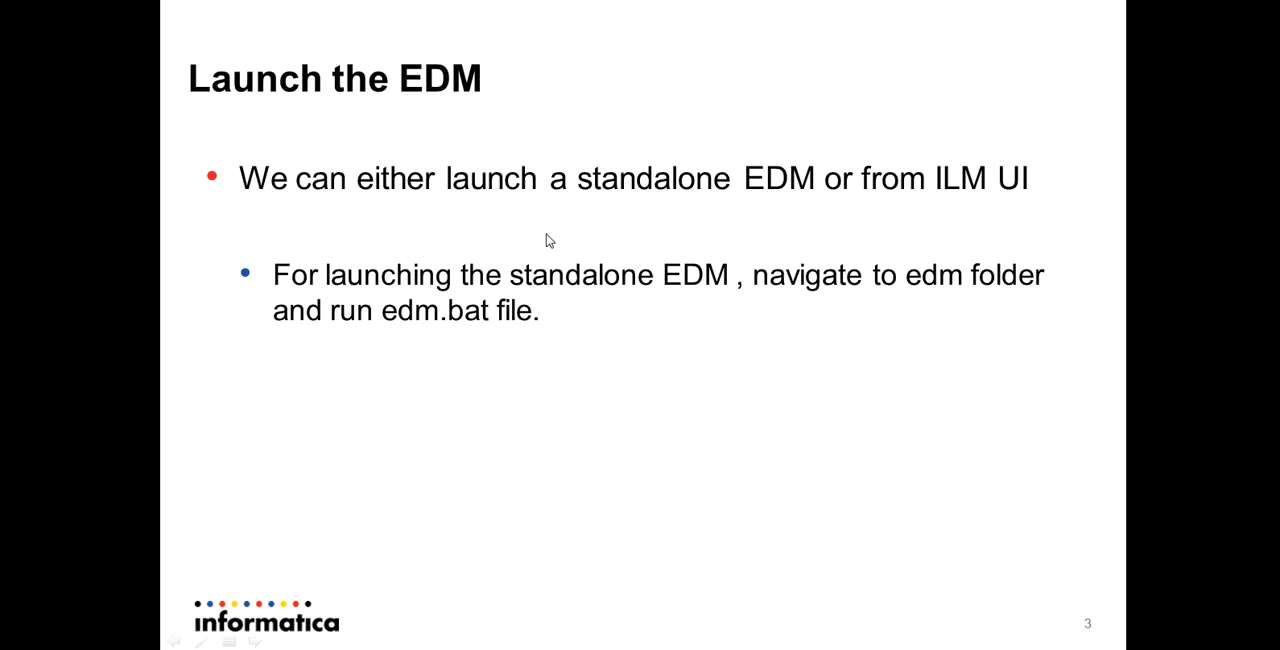 Launch the EDM
We can either launch a standalone EDM or from ILM UI
For launching the standalone EDM , navigate to edm folder
and run edm.bat file.
informatica
3